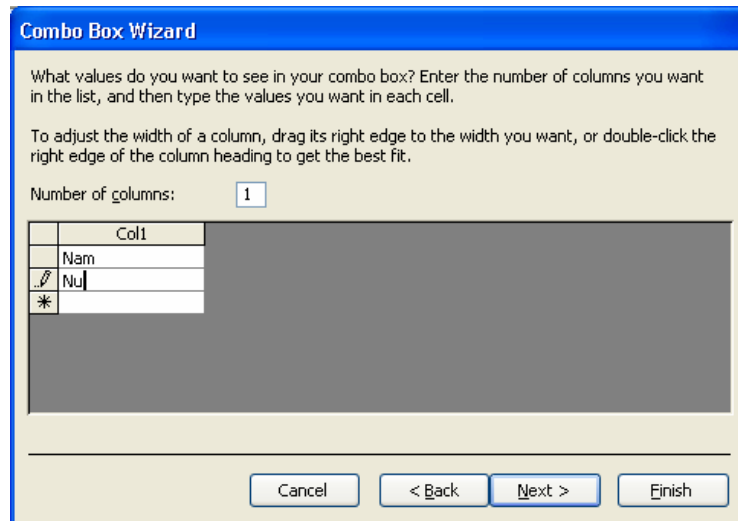 Combo Box Wizard
What values do you want to see in your combo box? Enter the number of columns you want
in the list, and then type the values you want in each cell.
To adjust the width of a column, drag its right edge to the width you want, or double-click the
right edge of the column heading to get the best fit.
Number of columns: 1
Col1
Nam
Nu
Cancel < Back Next > Finish